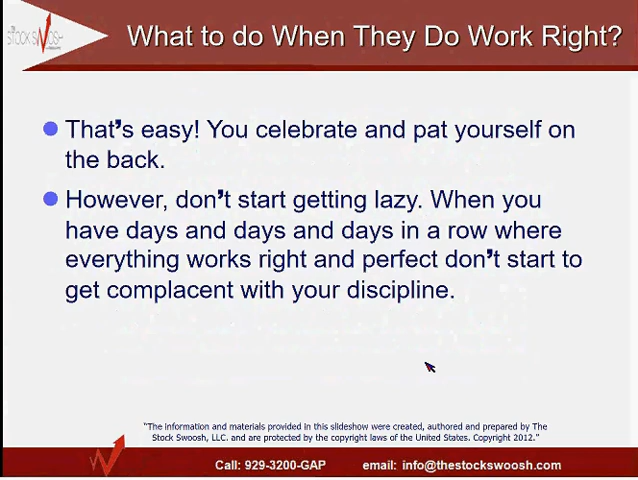 STOCK SWOSH
What to do When They Do Work Right?
That's easy! You celebrate and pat yourself on
the back.
However, don't start getting lazy. When you
have days and days and days in a row where
everything works right and perfect don't start to
get complacent with your discipline.
"The information and materials provided in this slideshow were created, authored and prepared by The
Stock Swoosh, LLC. and are protected by the copyright laws of the United States. Copyright 2012."
Call: 929-3200-GAP email: info@thestockswoosh.com